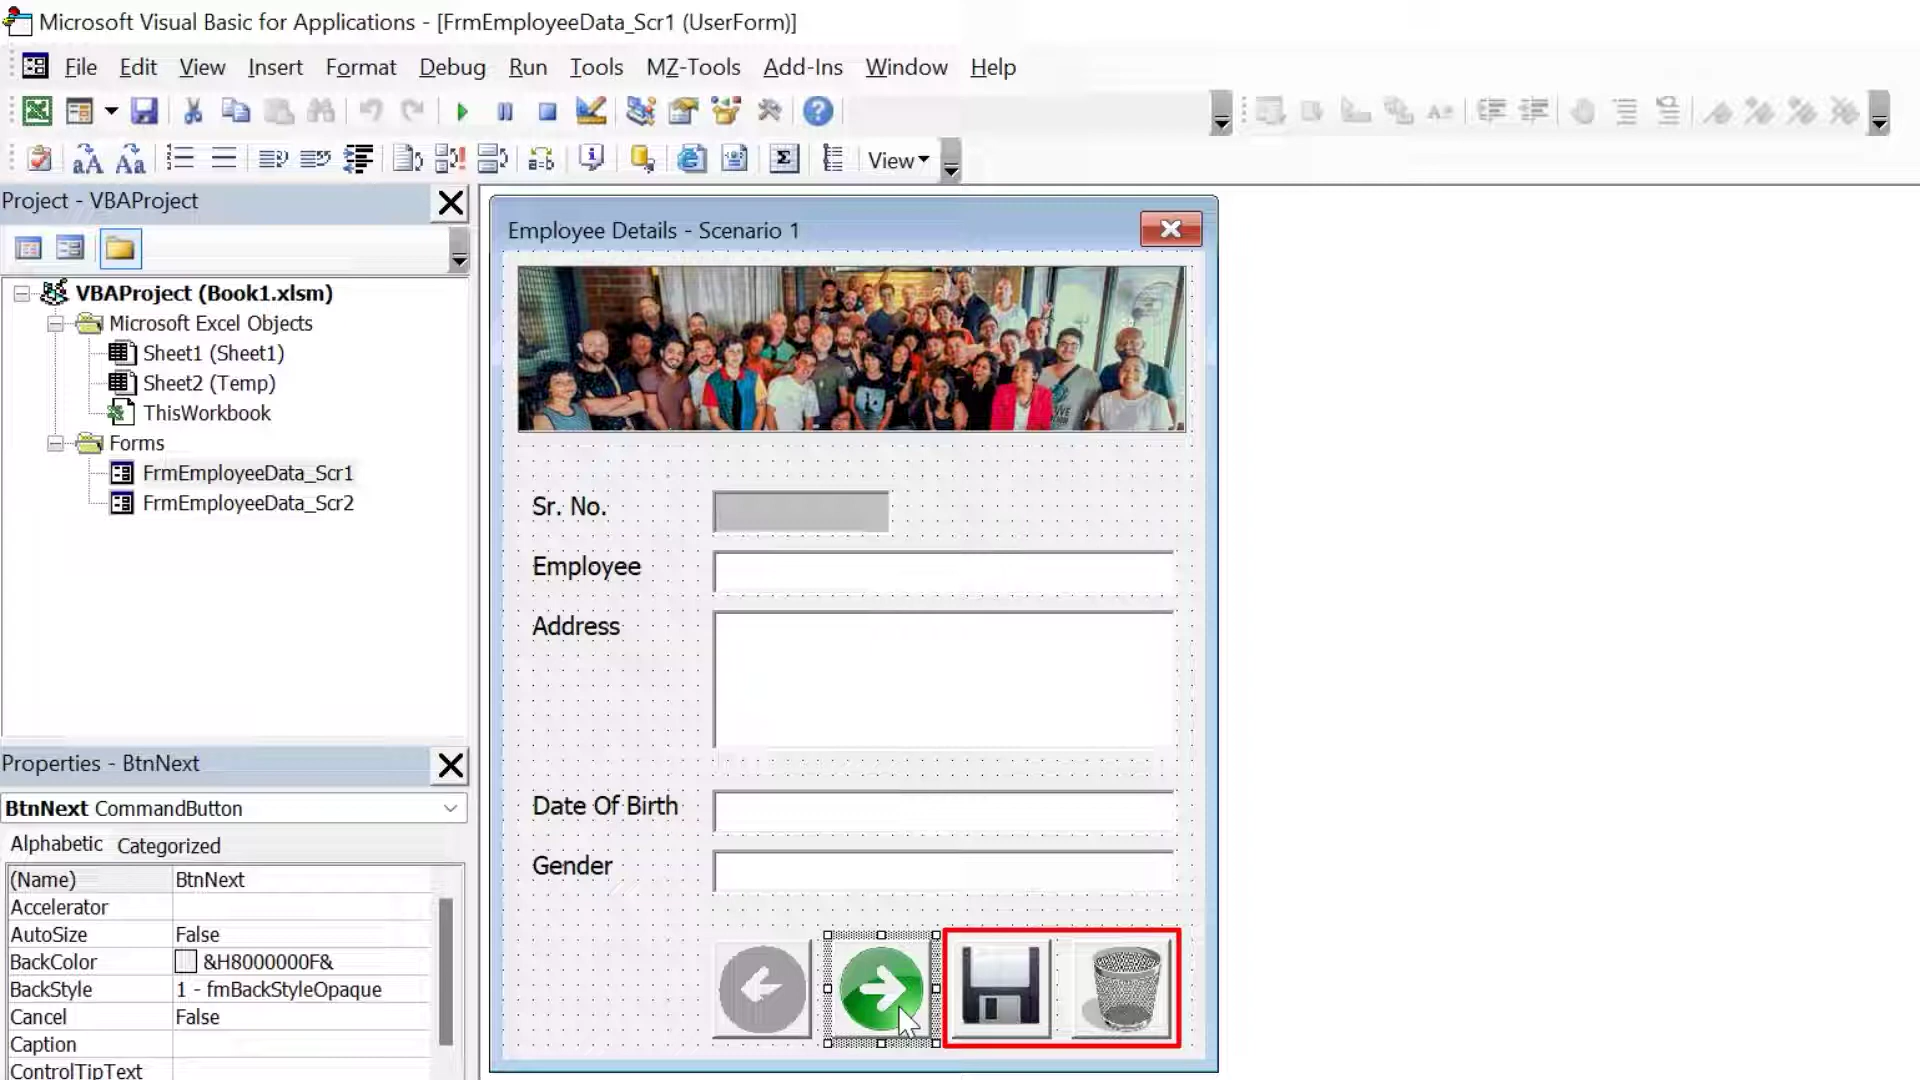 Microsoft Visual Basic for Applications - [FrmEmployeeData_Scr1 (UserForm)]
File Edit View Insert Format Debug Run Tools MZ-Tools Add-Ins Window Help
View
Project - VBAProject
VBAProject (Book1.xlsm)
Microsoft Excel Objects
Sheet1 (Sheet1)
Sheet2 (Temp)
ThisWorkbook
Forms
FrmEmployeeData_Scr1
FrmEmployeeData_Scr2
Properties - BtnNext
BtnNext CommandButton
Alphabetic Categorized
(Name) BtnNext
Accelerator
AutoSize False
BackColor &H8000000F&
BackStyle 1 - fmBackStyleOpaque
Cancel False
Caption
ControlTipText
Employee Details - Scenario 1
Sr. No.
Employee
Address
Date Of Birth
Gender